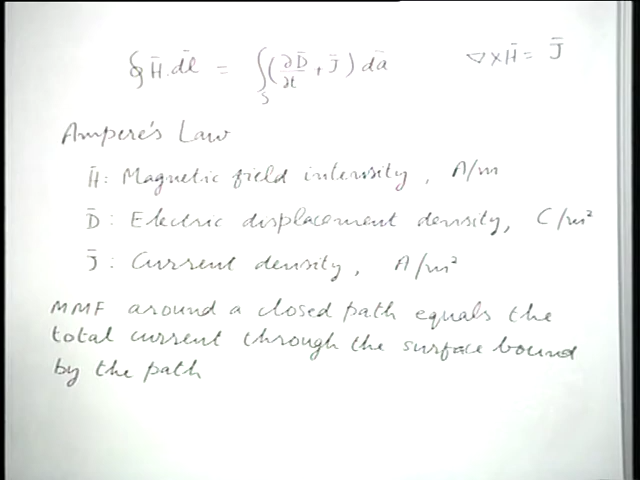 ∮ H̄.dl̄ = ∫_S (∂D̄/∂t + J̄) dā ∇×H̄ = J̄
Ampere's Law
H̄: Magnetic field intensity, A/m
D̄: Electric displacement density, C/m²
J̄: Current density, A/m²
MMF around a closed path equals the
total current through the surface bound
by the path